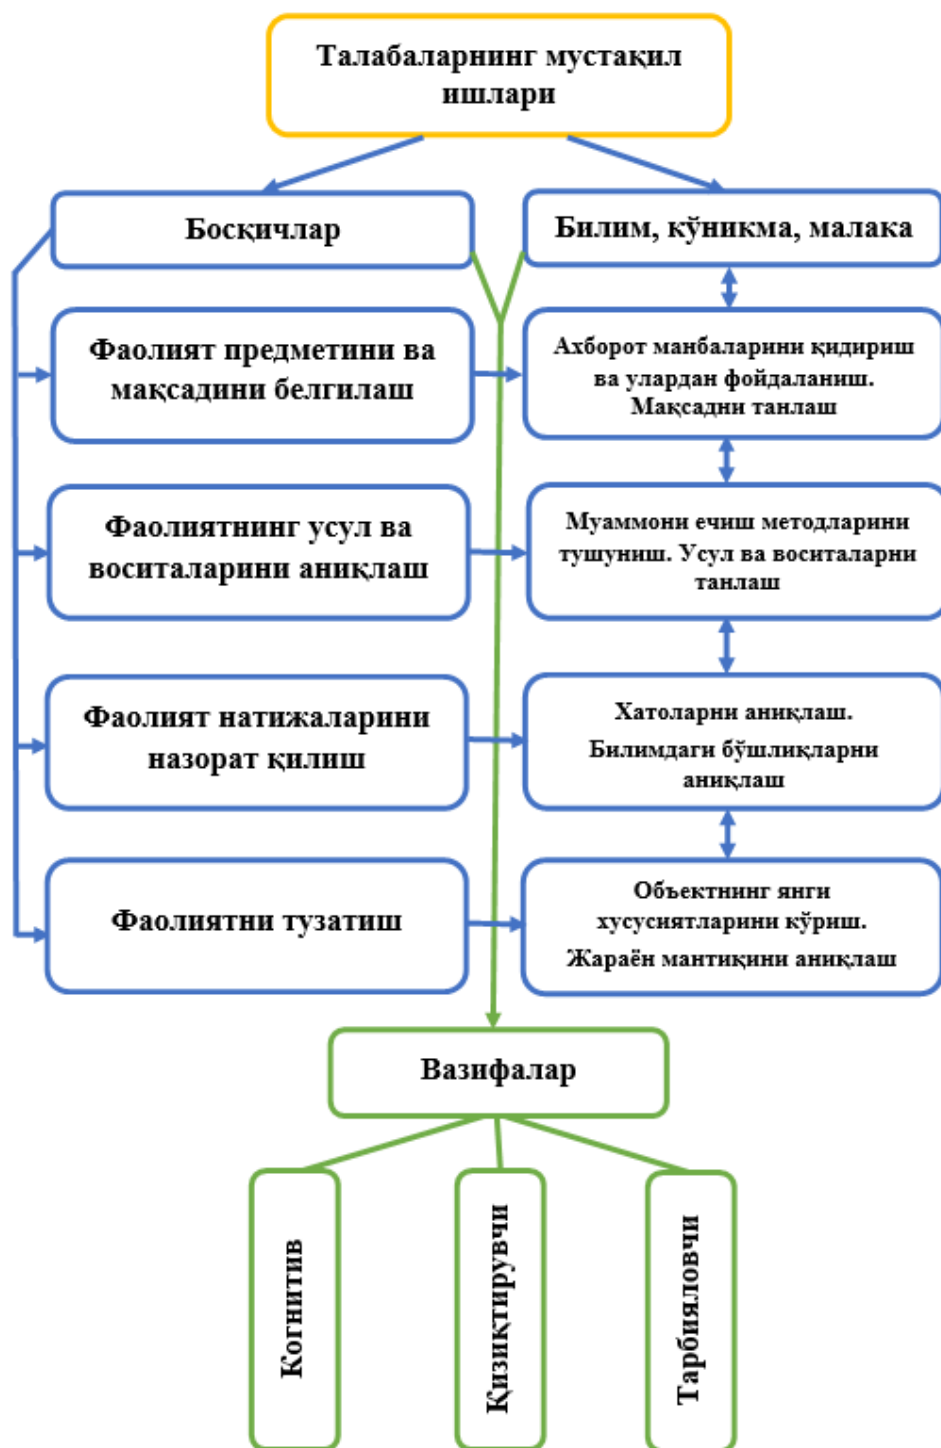 Талабаларнинг мустақил
ишлари
Босқичлар
Билим, кўникма, малака
Фаолият предметини ва
мақсадини белгилаш
Ахборот манбаларини қидириш
ва улардан фойдаланиш.
Мақсадни танлаш
Фаолиятнинг усул ва
воситаларини аниқлаш
Муаммони ечиш методларини
тушуниш. Усул ва воситаларни
танлаш
Фаолият натижаларини
назорат қилиш
Хатоларни аниқлаш.
Билимдаги бўшлиқларни
аниқлаш
Фаолиятни тузатиш
Объектнинг янги
хусусиятларини кўриш.
Жараён мантиқини аниқлаш
Вазифалар
Когнитив
Қизиқтирувчи
Тарбияловчи